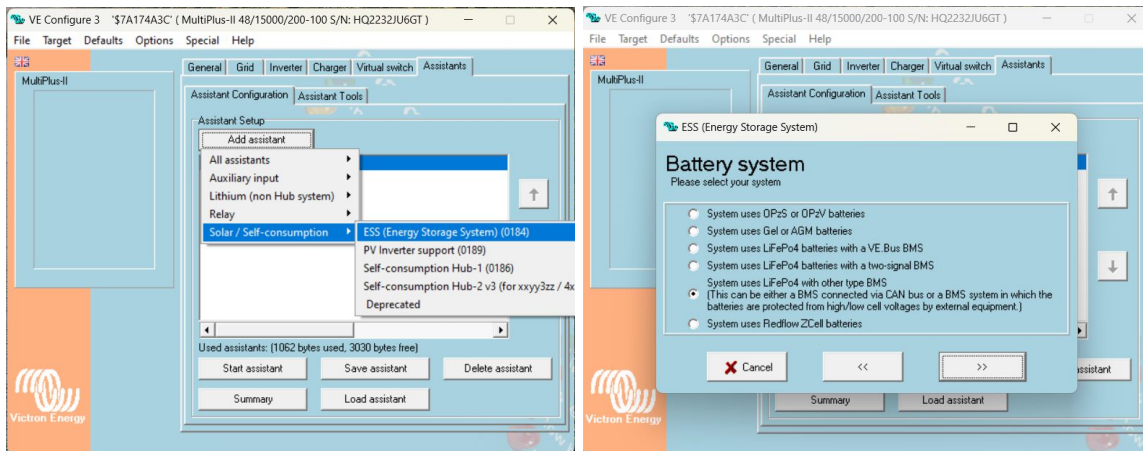 VE Configure 3 '$7A174A3C' ( MultiPlus-II 48/15000/200-100 S/N: HQ2232JU6GT )
File Target Defaults Options Special Help
MultiPlus-II
General Grid Inverter Charger Virtual switch Assistants
Assistant Configuration Assistant Tools
Assistant Setup
Add assistant
All assistants
Auxiliary input
Lithium (non Hub system)
Relay
Solar / Self-consumption
ESS (Energy Storage System) (0184)
PV Inverter support (0189)
Self-consumption Hub-1 (0186)
Self-consumption Hub-2 v3 (for xxyy3zz / 4x
Deprecated
Used assistants: (1062 bytes used, 3030 bytes free)
Start assistant Save assistant Delete assistant
Summary Load assistant
Victron Energy
VE Configure 3 '$7A174A3C' ( MultiPlus-II 48/15000/200-100 S/N: HQ2232JU6GT )
File Target Defaults Options Special Help
MultiPlus-II
General Grid Inverter Charger Virtual switch Assistants
Assistant Configuration Assistant Tools
ESS (Energy Storage System)
Battery system
Please select your system
System uses OPzS or OPzV batteries
System uses Gel or AGM batteries
System uses LiFePo4 batteries with a VE.Bus BMS
System uses LiFePo4 batteries with a two-signal BMS
System uses LiFePo4 with other type BMS
(This can be either a BMS connected via CAN bus or a BMS system in which the
batteries are protected from high/low cell voltages by external equipment.)
System uses Redflow ZCell batteries
Cancel << >>
assistant
Summary Load assistant
Victron Energy